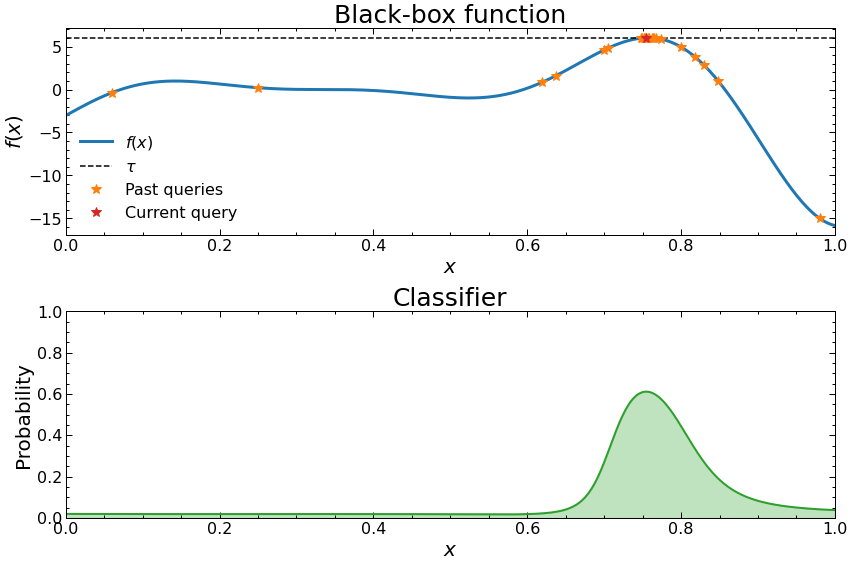 Black-box function
f(x)
5
0
−5
−10
−15
f(x)
τ
Past queries
Current query
0.0 0.2 0.4 0.6 0.8 1.0
x
Classifier
Probability
1.0
0.8
0.6
0.4
0.2
0.0
0.0 0.2 0.4 0.6 0.8 1.0
x